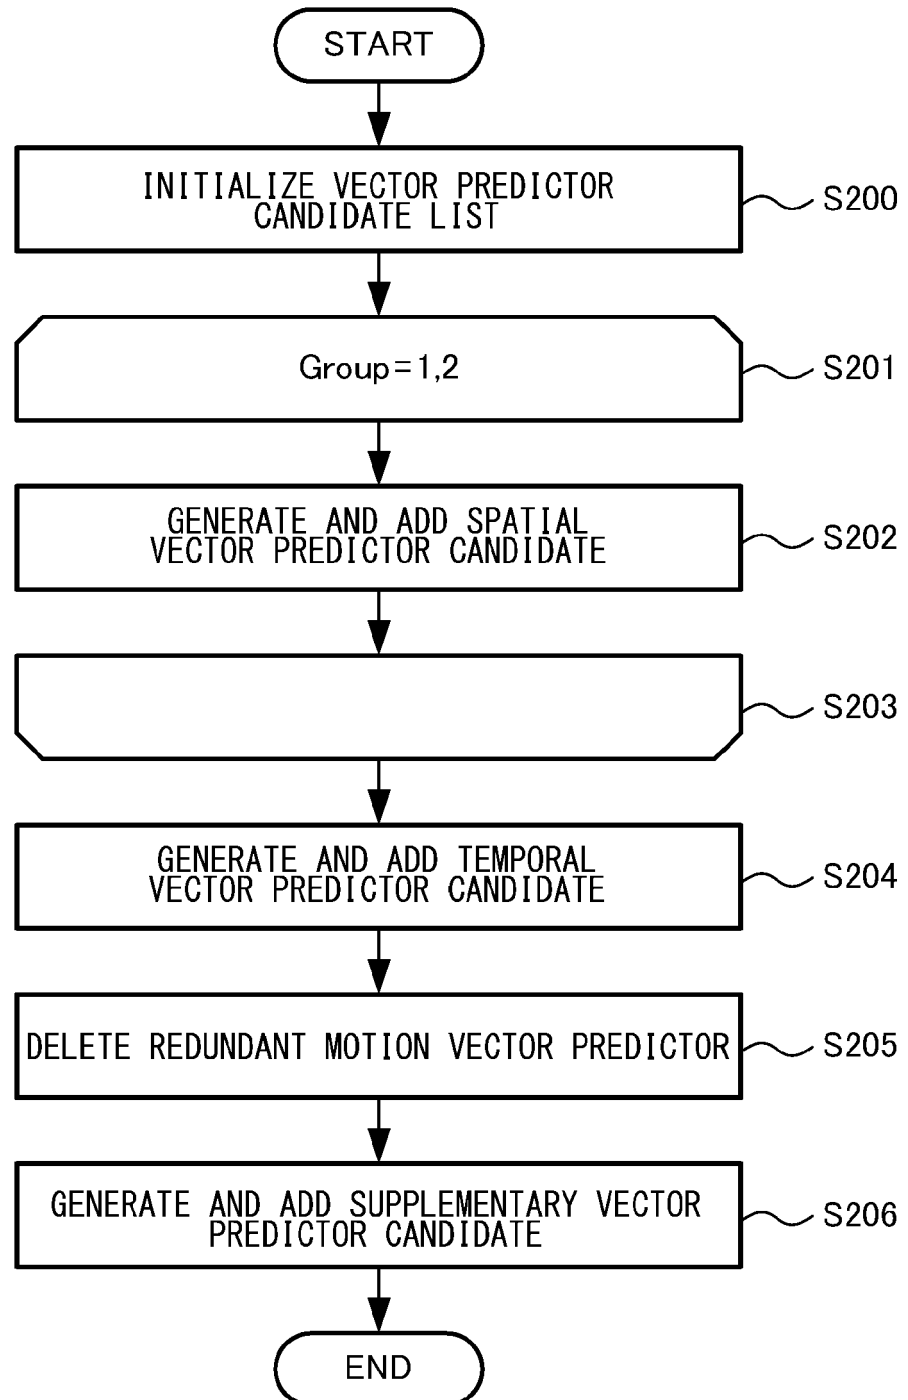 START
INITIALIZE VECTOR PREDICTOR
CANDIDATE LIST
S200
Group=1,2
S201
GENERATE AND ADD SPATIAL
VECTOR PREDICTOR CANDIDATE
S202
S203
GENERATE AND ADD TEMPORAL
VECTOR PREDICTOR CANDIDATE
S204
DELETE REDUNDANT MOTION VECTOR PREDICTOR
S205
GENERATE AND ADD SUPPLEMENTARY VECTOR
PREDICTOR CANDIDATE
S206
END